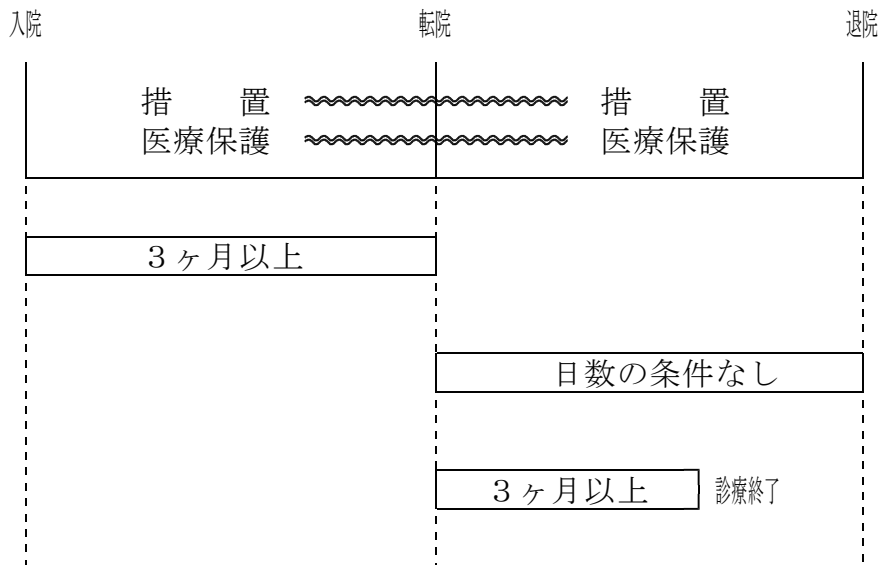 入院 転院 退院
措 置 措 置
医療保護 医療保護
3ヶ月以上
日数の条件なし
3ヶ月以上 診療終了